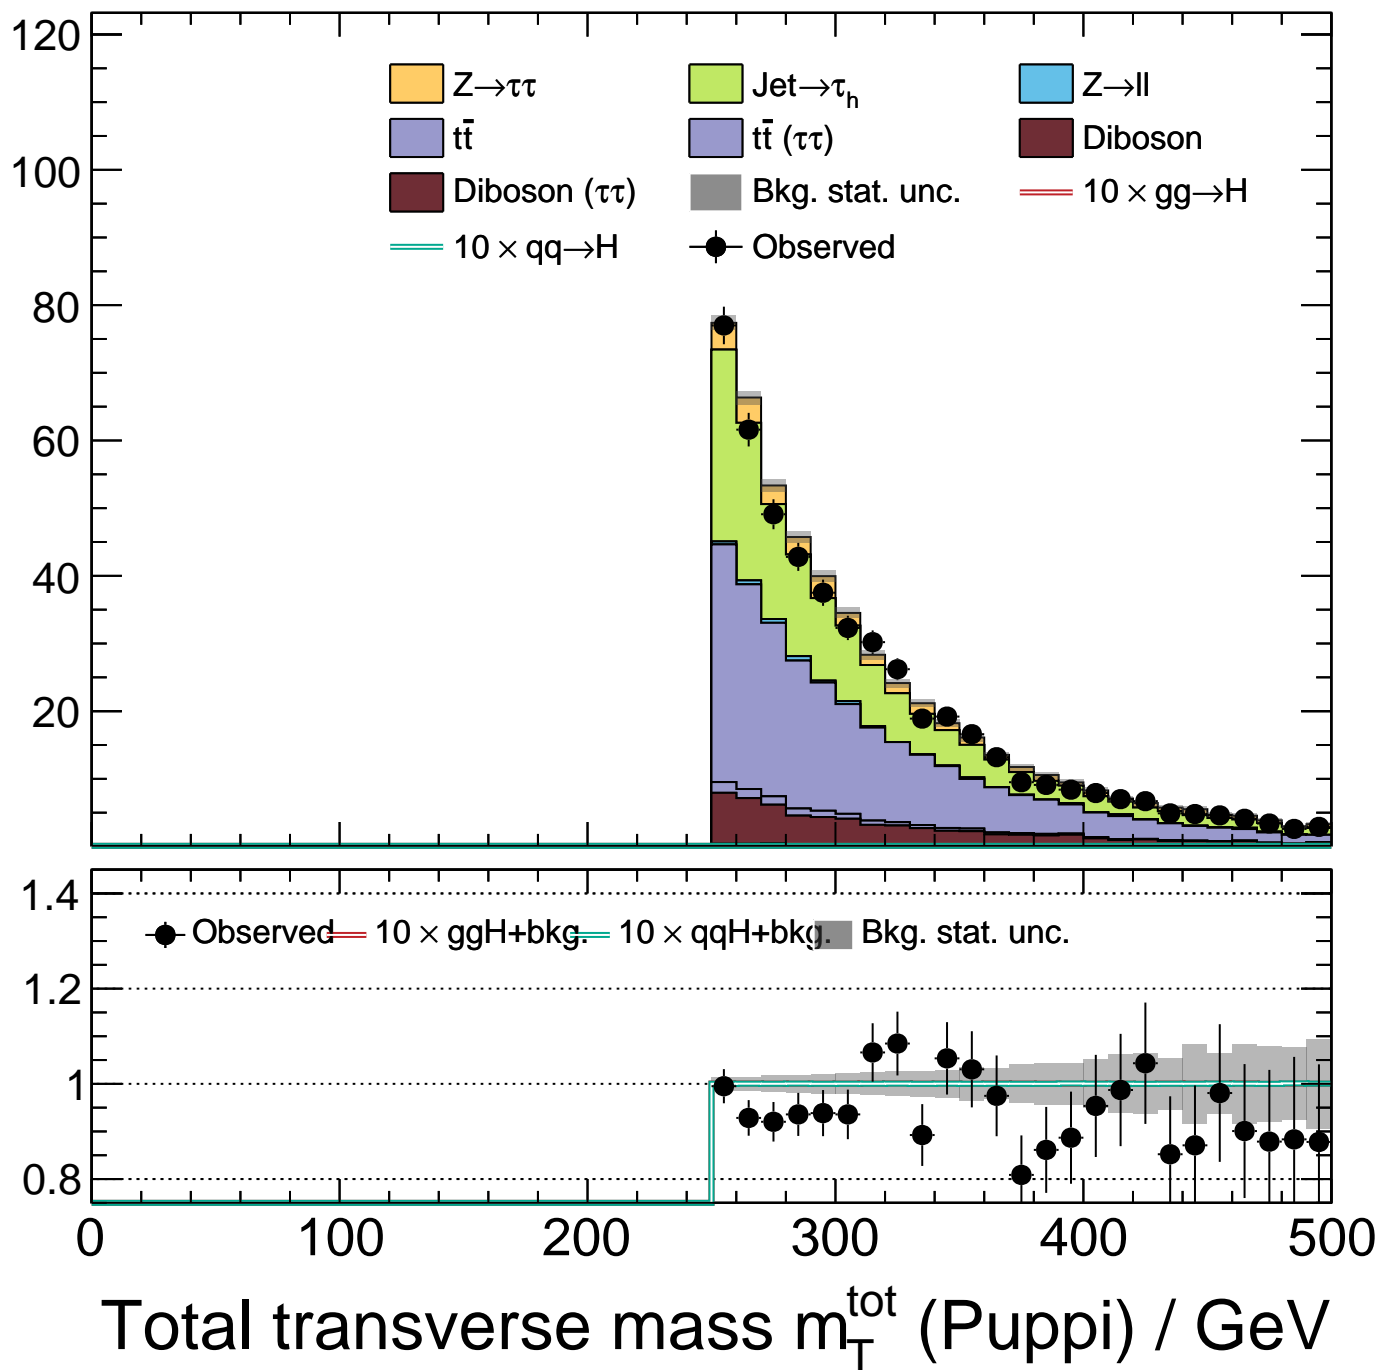 120
100
80
60
40
20
Z→ττ Jet→τh Z→ll
tt̄ tt̄ (ττ) Diboson
Diboson (ττ) Bkg. stat. unc. 10 × gg→H
10 × qq→H Observed
1.4
1.2
1
0.8
Observed 10 × ggH+bkg. 10 × qqH+bkg. Bkg. stat. unc.
0 100 200 300 400 500
Total transverse mass m_T^tot (Puppi) / GeV